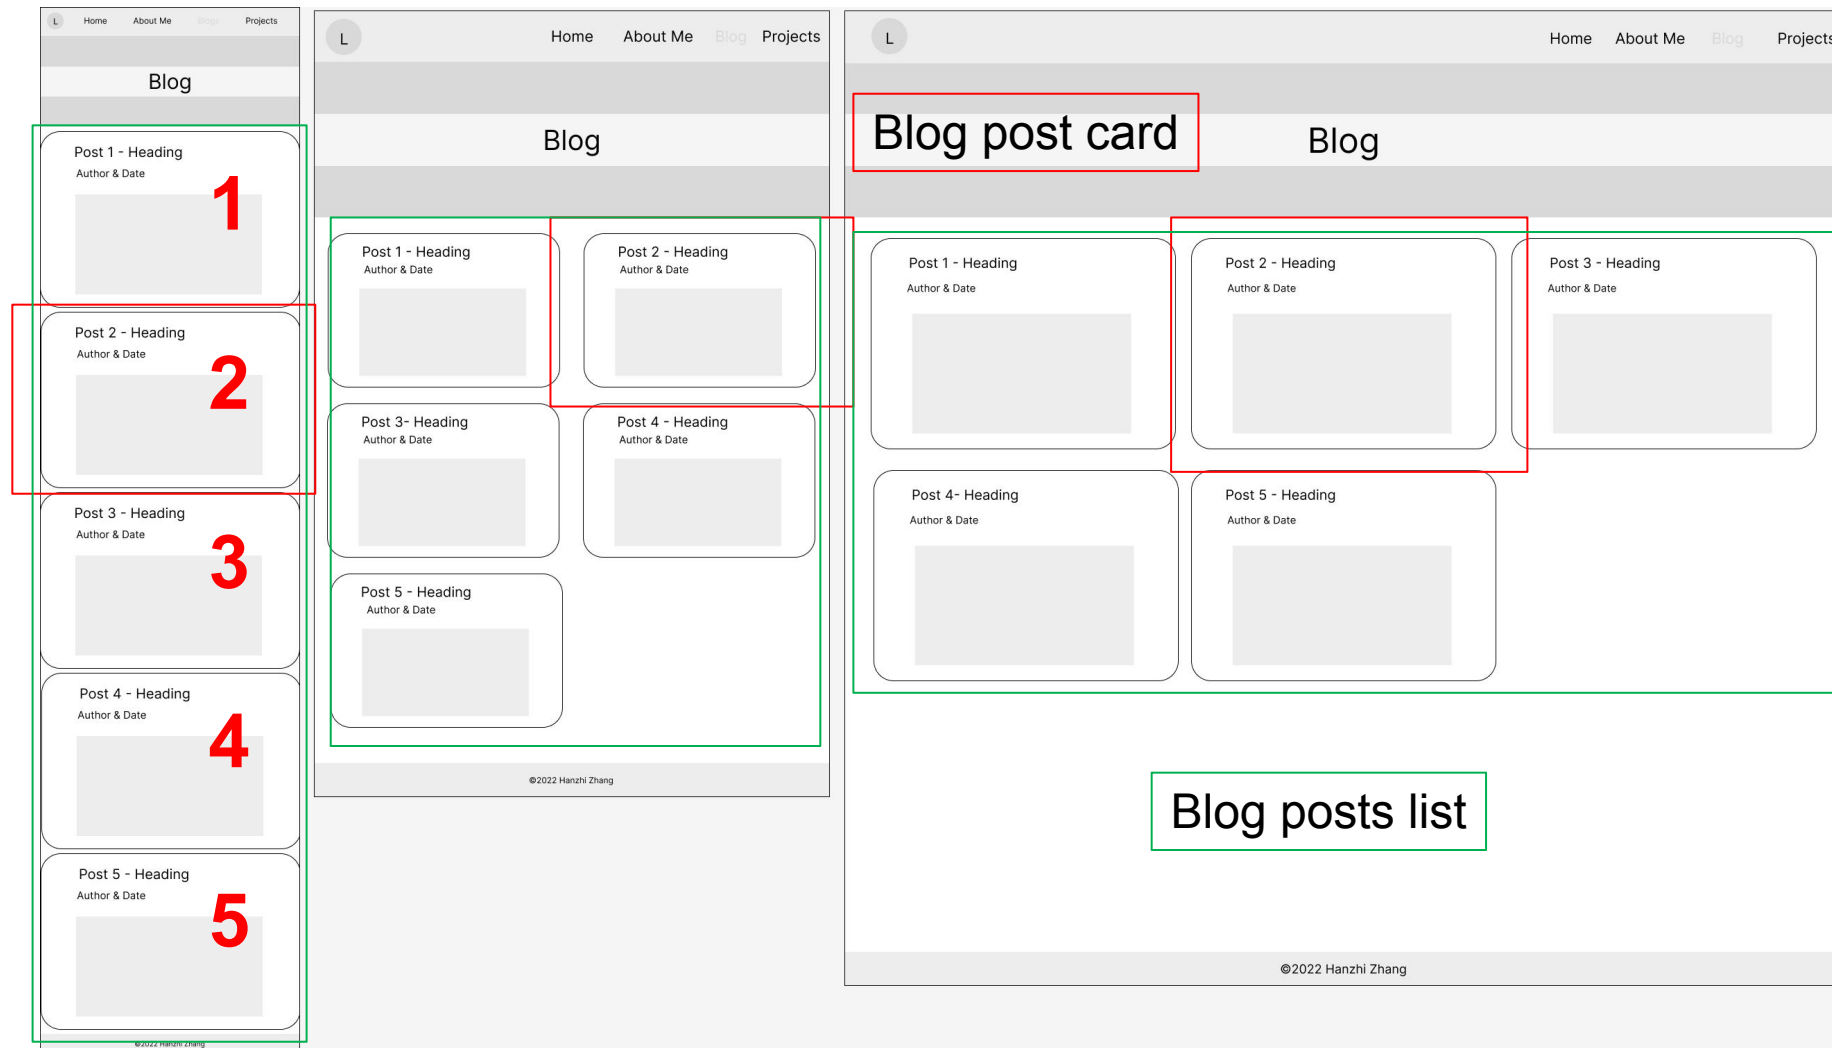 L Home About Me Blogs Projects
Blog
Post 1 - Heading
Author & Date
1
Post 2 - Heading
Author & Date
2
Post 3 - Heading
Author & Date
3
Post 4 - Heading
Author & Date
4
Post 5 - Heading
Author & Date
5
©2022 Hanzhi Zhang
L Home About Me Blog Projects
Blog
Post 1 - Heading
Author & Date
Post 2 - Heading
Author & Date
Post 3- Heading
Author & Date
Post 4 - Heading
Author & Date
Post 5 - Heading
Author & Date
©2022 Hanzhi Zhang
L Home About Me Blog Projects
Blog post card
Blog
Post 1 - Heading
Author & Date
Post 2 - Heading
Author & Date
Post 3 - Heading
Author & Date
Post 4- Heading
Author & Date
Post 5 - Heading
Author & Date
Blog posts list
©2022 Hanzhi Zhang